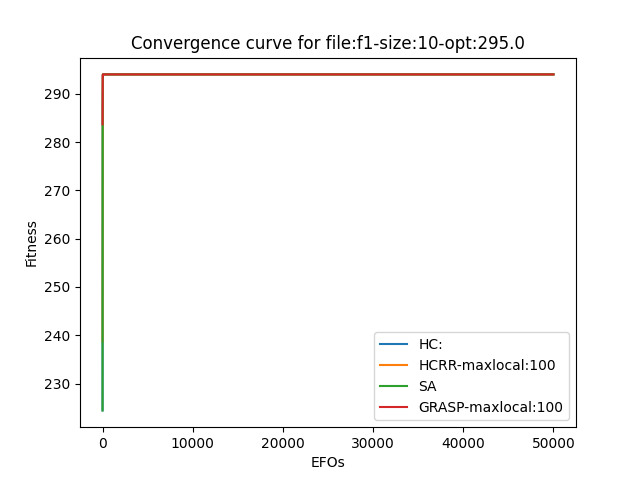 Convergence curve for file:f1-size:10-opt:295.0
Fitness
290
280
270
260
250
240
230
HC:
HCRR-maxlocal:100
SA
GRASP-maxlocal:100
0 10000 20000 30000 40000 50000
EFOs